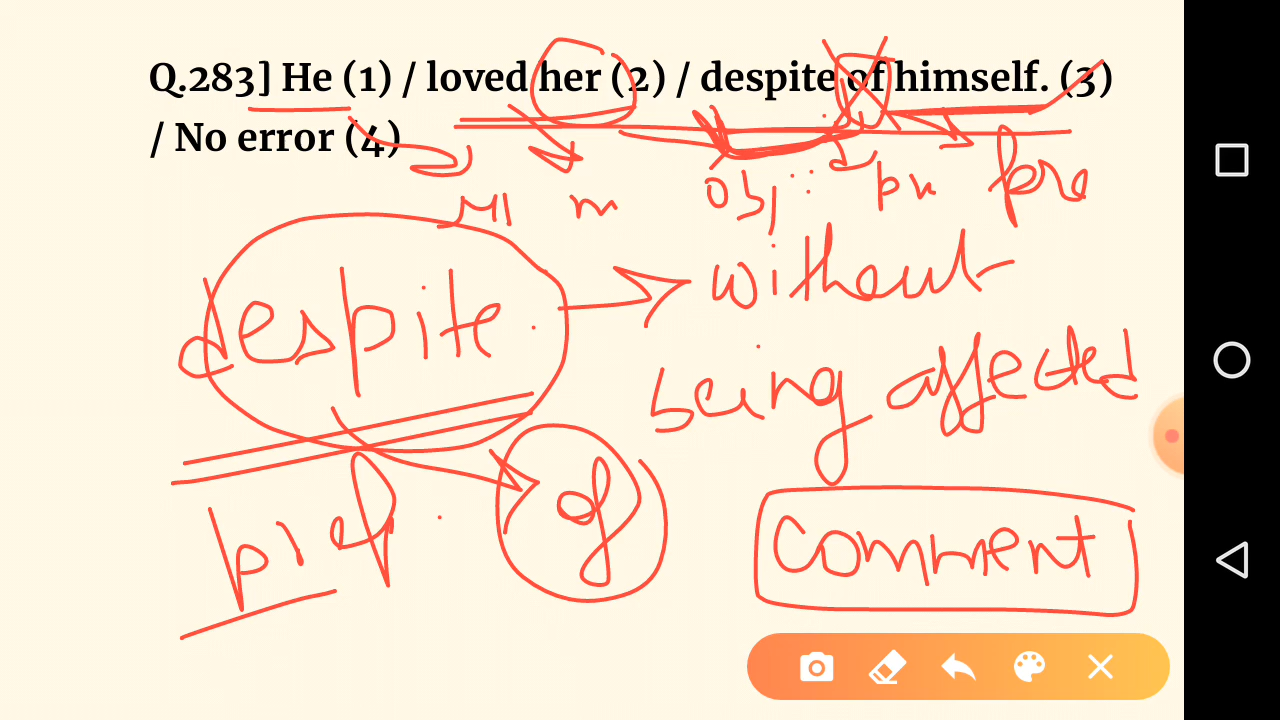 Q.283] He (1) / loved her (2) / despite of himself. (3)
/ No error (4)
obj
despite
without
being affected
of
comment